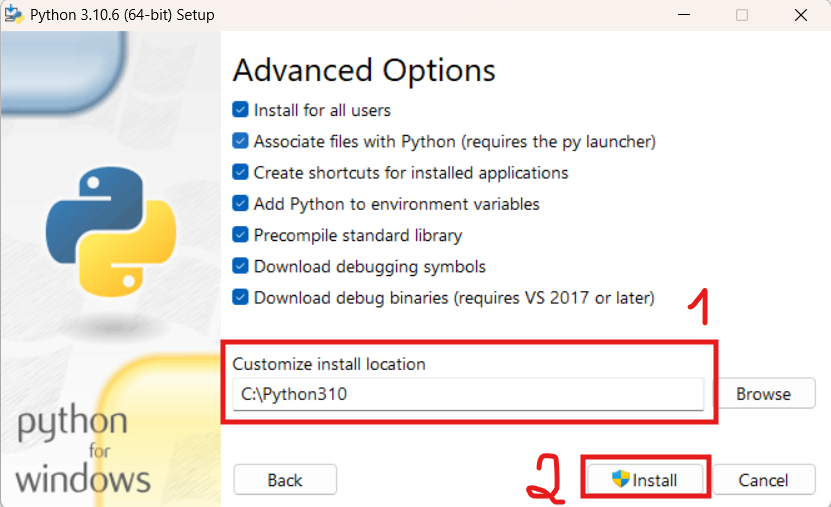 Python 3.10.6 (64-bit) Setup
Advanced Options
Install for all users
Associate files with Python (requires the py launcher)
Create shortcuts for installed applications
Add Python to environment variables
Precompile standard library
Download debugging symbols
Download debug binaries (requires VS 2017 or later)
1
Customize install location
C:\Python310
Browse
python
for
windows
Back
2
Install
Cancel